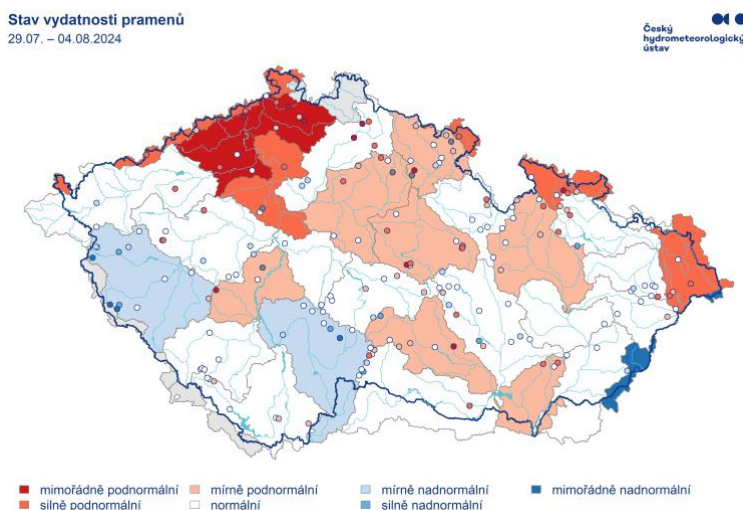 Stav vydatnosti pramenů
29.07. – 04.08.2024
Český
hydrometeorologický
ústav
mimořádně podnormální
silně podnormální
mírně podnormální
normální
mírně nadnormální
silně nadnormální
mimořádně nadnormální